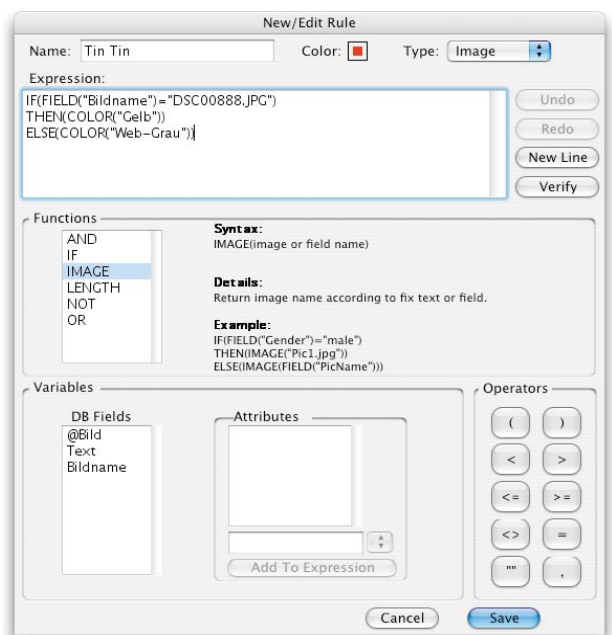 New/Edit Rule
Name: Tin Tin Color: Type: Image
Expression:
IF(FIELD("Bildname")="DSC00888.JPG")
THEN(COLOR("Gelb"))
ELSE(COLOR("Web-Grau"))
Undo
Redo
New Line
Verify
Functions
AND
IF
IMAGE
LENGTH
NOT
OR
Syntax:
IMAGE(image or field name)
Details:
Return image name according to fix text or field.
Example:
IF(FIELD("Gender")="male")
THEN(IMAGE("Pic1.jpg"))
ELSE(IMAGE(FIELD("PicName")))
Variables
DB Fields
@Bild
Text
Bildname
Attributes
Add To Expression
Operators
( )
< >
<= >=
<> =
"" ,
Cancel Save